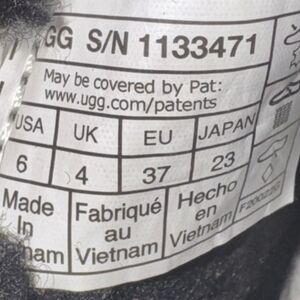 GG S/N 1133471
May be covered by Pat:
www.ugg.com/patents
USA UK EU JAPAN
6 4 37 23
Made Fabriqué Hecho
In au en
nam Vietnam Vietnam